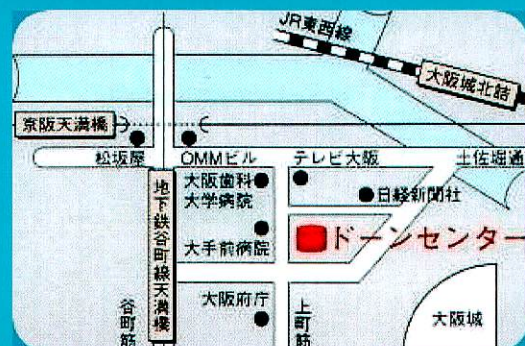 JR東西線
大阪城北詰
京阪天満橋
松坂屋
OMMビル
テレビ大阪
土佐堀通
大阪歯科
大学病院
日経新聞社
地下鉄谷町線天満橋
大手前病院
ドーンセンター
大阪府庁
谷町筋
上町筋
大阪城